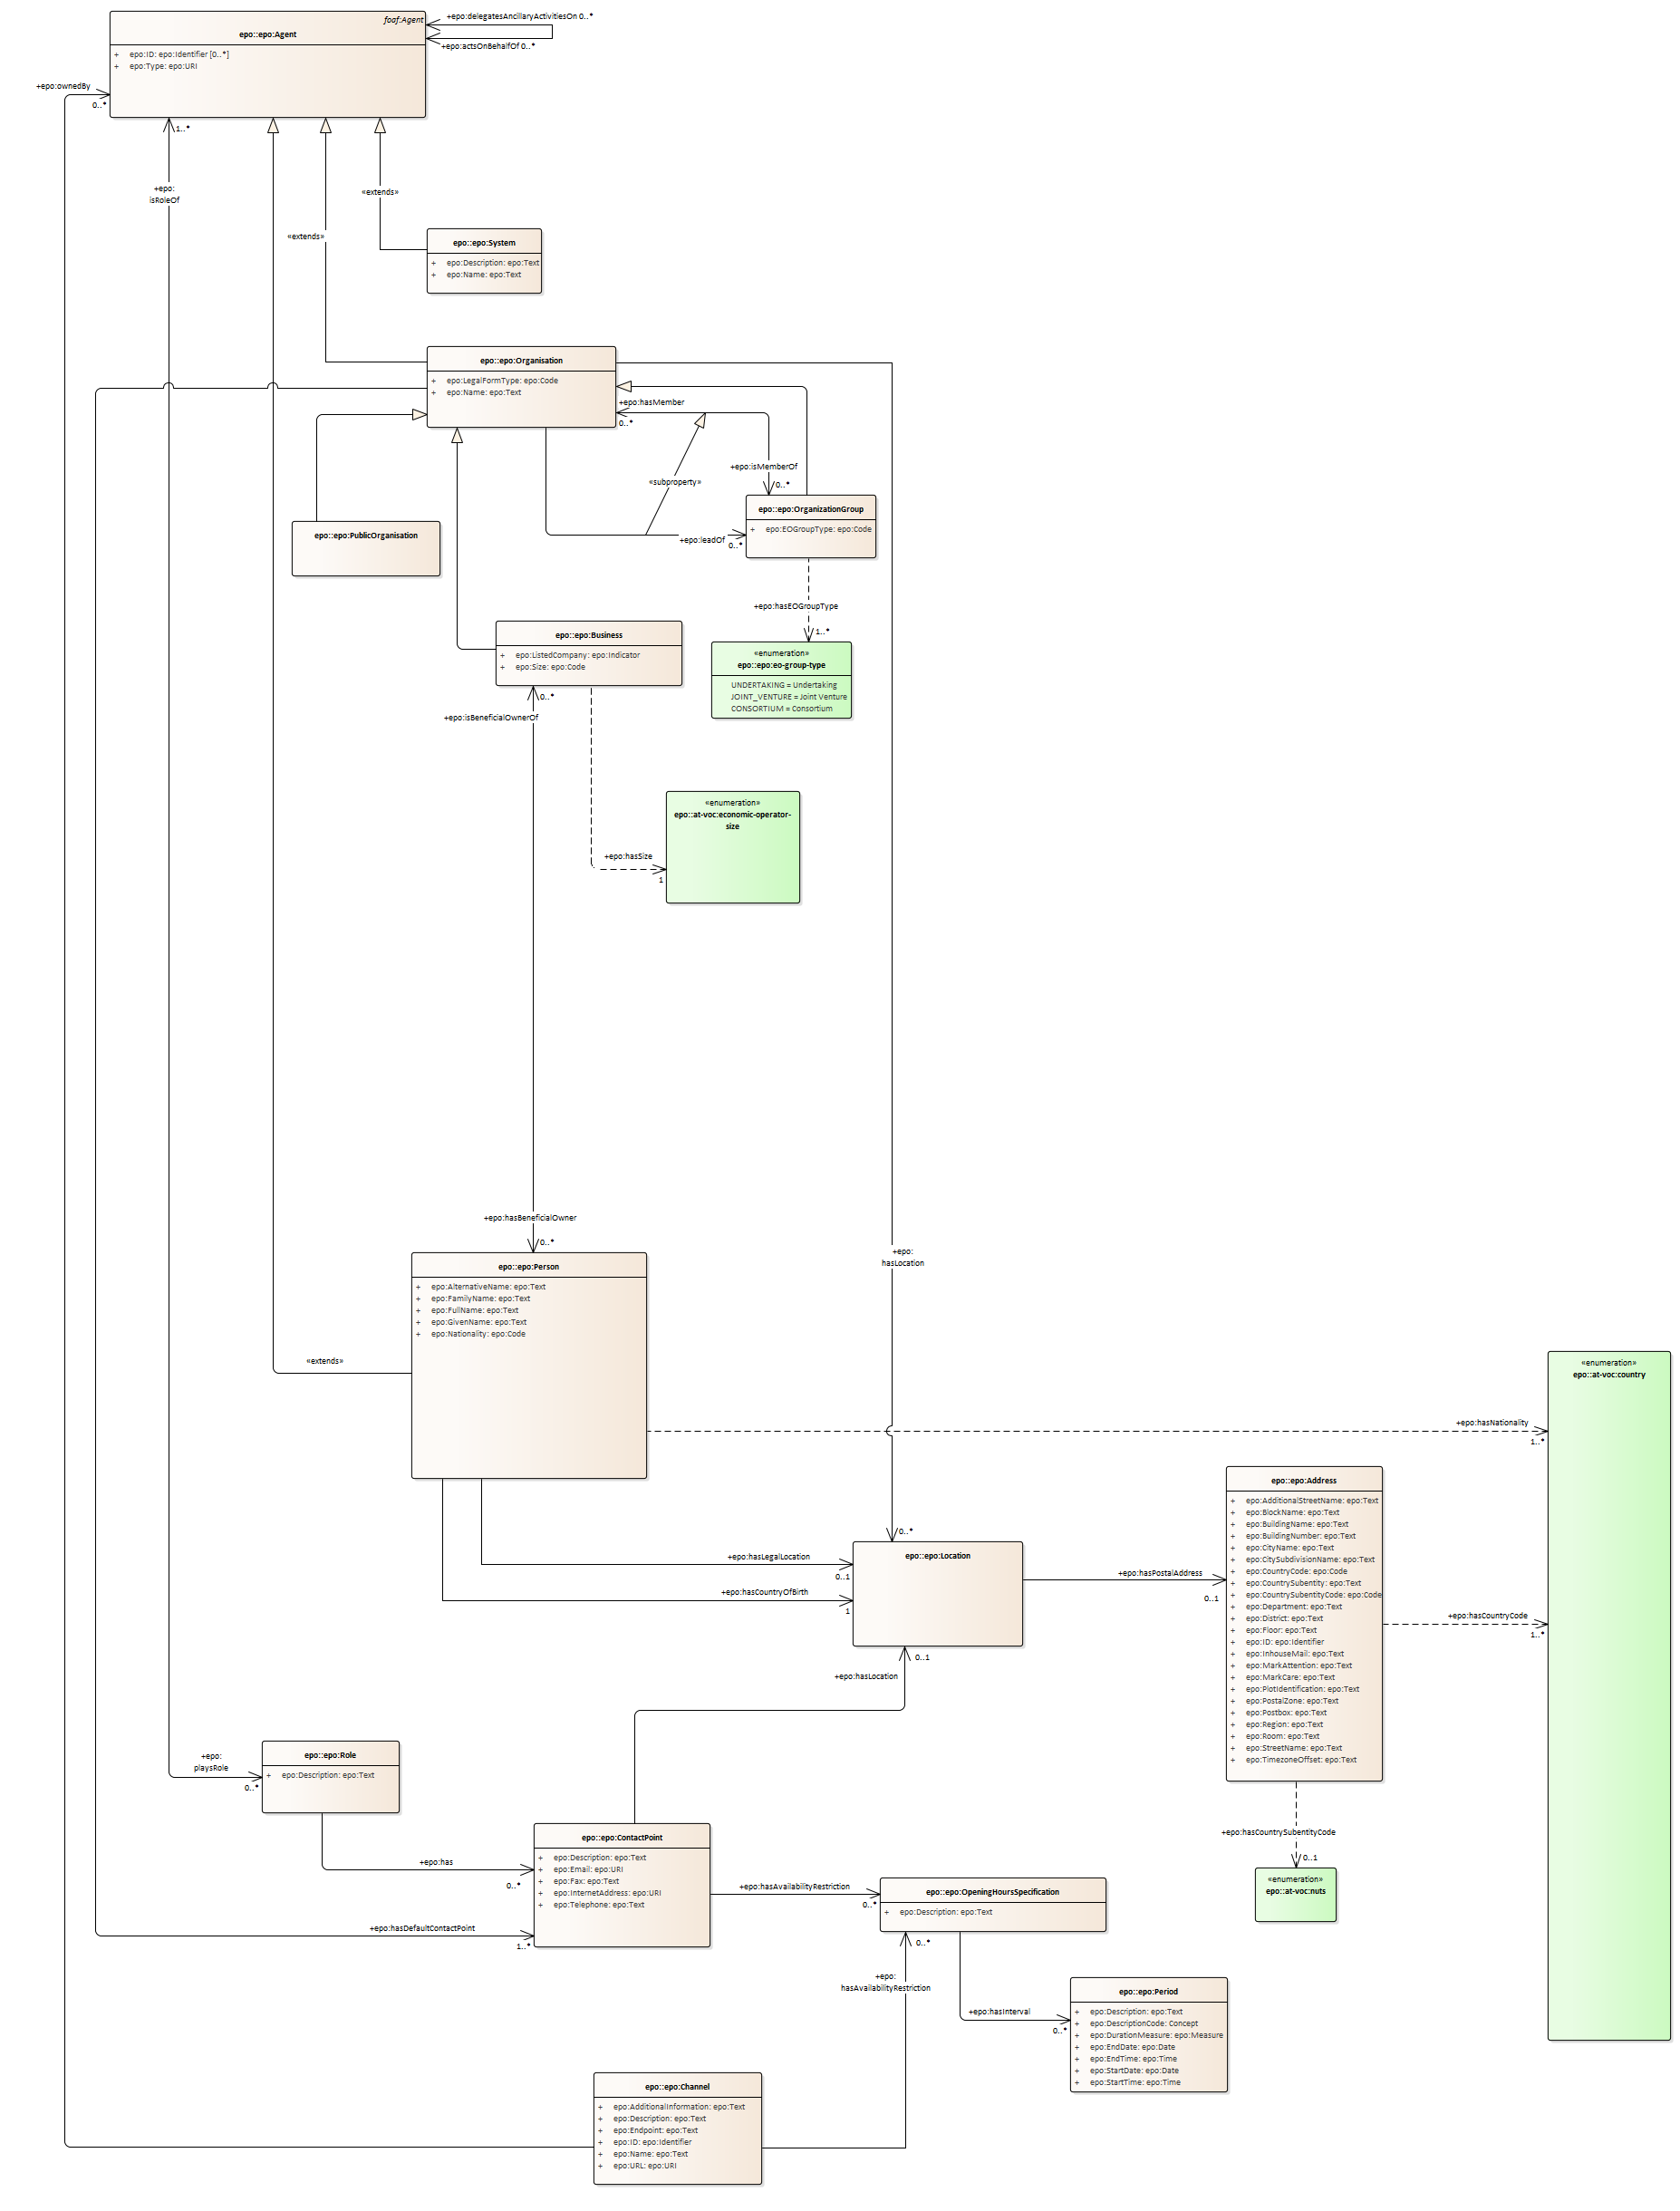 foaf:Agent
epo::epo:Agent
+ epo:ID: epo:Identifier [0..*]
+ epo:Type: epo:URI
+epo:delegatesAncillaryActivitiesOn 0..*
+epo:actsOnBehalfOf 0..*
+epo:ownedBy
0..*
1..*
+epo:
isRoleOf
«extends»
«extends»
epo::epo:System
+ epo:Description: epo:Text
+ epo:Name: epo:Text
epo::epo:Organisation
+ epo:LegalFormType: epo:Code
+ epo:Name: epo:Text
+epo:hasMember
0..*
+epo:isMemberOf
0..*
«subproperty»
+epo:leadOf
0..*
epo::epo:OrganizationGroup
+ epo:EOGroupType: epo:Code
epo::epo:PublicOrganisation
+epo:hasEOGroupType
1..*
epo::epo:Business
+ epo:ListedCompany: epo:Indicator
+ epo:Size: epo:Code
«enumeration»
epo::epo:eo-group-type
UNDERTAKING = Undertaking
JOINT_VENTURE = Joint Venture
CONSORTIUM = Consortium
0..*
+epo:isBeneficialOwnerOf
«enumeration»
epo::at-voc:economic-operator-
size
+epo:hasSize
1
+epo:hasBeneficialOwner
0..*
+epo:
hasLocation
epo::epo:Person
+ epo:AlternativeName: epo:Text
+ epo:FamilyName: epo:Text
+ epo:FullName: epo:Text
+ epo:GivenName: epo:Text
+ epo:Nationality: epo:Code
«extends»
«enumeration»
epo::at-voc:country
+epo:hasNationality
1..*
epo::epo:Address
+ epo:AdditionalStreetName: epo:Text
+ epo:BlockName: epo:Text
+ epo:BuildingName: epo:Text
+ epo:BuildingNumber: epo:Text
+ epo:CityName: epo:Text
+ epo:CitySubdivisionName: epo:Text
+ epo:CountryCode: epo:Code
+ epo:CountrySubentity: epo:Text
+ epo:CountrySubentityCode: epo:Code
+ epo:Department: epo:Text
+ epo:District: epo:Text
+ epo:Floor: epo:Text
+ epo:ID: epo:Identifier
+ epo:InhouseMail: epo:Text
+ epo:MarkAttention: epo:Text
+ epo:MarkCare: epo:Text
+ epo:PlotIdentification: epo:Text
+ epo:PostalZone: epo:Text
+ epo:Postbox: epo:Text
+ epo:Region: epo:Text
+ epo:Room: epo:Text
+ epo:StreetName: epo:Text
+ epo:TimezoneOffset: epo:Text
0..*
epo::epo:Location
+epo:hasLegalLocation
0..1
+epo:hasCountryOfBirth
1
+epo:hasPostalAddress
0..1
+epo:hasCountryCode
1..*
0..1
+epo:hasLocation
epo::epo:Role
+ epo:Description: epo:Text
+epo:
playsRole
0..*
epo::epo:ContactPoint
+ epo:Description: epo:Text
+ epo:Email: epo:URI
+ epo:Fax: epo:Text
+ epo:InternetAddress: epo:URI
+ epo:Telephone: epo:Text
+epo:has
0..*
+epo:hasDefaultContactPoint
1..*
+epo:hasAvailabilityRestriction
0..*
epo::epo:OpeningHoursSpecification
+ epo:Description: epo:Text
+epo:hasCountrySubentityCode
0..1
«enumeration»
epo::at-voc:nuts
0..*
+epo:
hasAvailabilityRestriction
+epo:hasInterval
0..*
epo::epo:Period
+ epo:Description: epo:Text
+ epo:DescriptionCode: Concept
+ epo:DurationMeasure: epo:Measure
+ epo:EndDate: epo:Date
+ epo:EndTime: epo:Time
+ epo:StartDate: epo:Date
+ epo:StartTime: epo:Time
epo::epo:Channel
+ epo:AdditionalInformation: epo:Text
+ epo:Description: epo:Text
+ epo:Endpoint: epo:Text
+ epo:ID: epo:Identifier
+ epo:Name: epo:Text
+ epo:URL: epo:URI